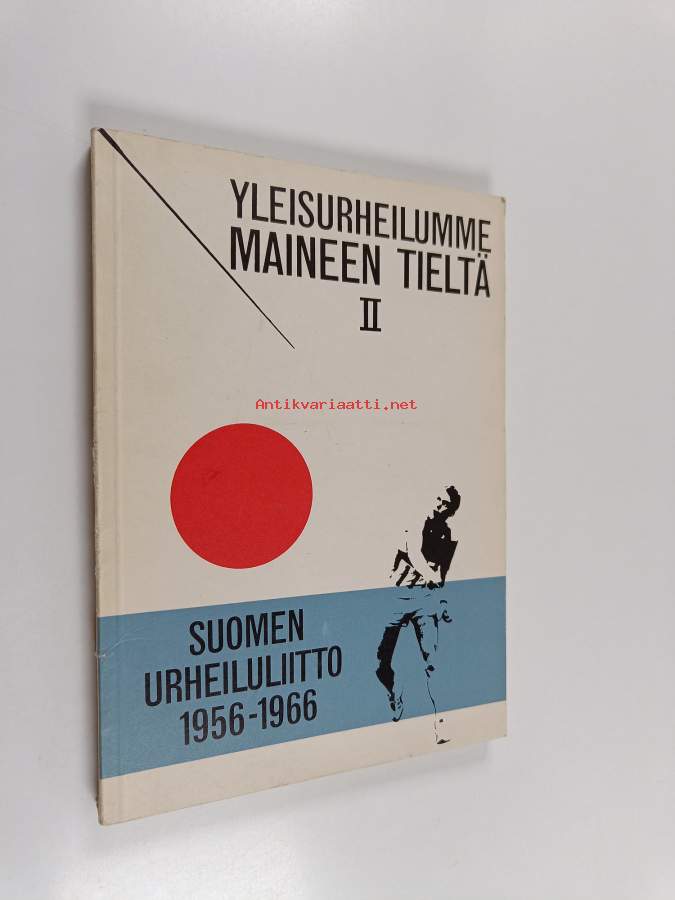 YLEISURHEILUMME
MAINEEN TIELTÄ
II
Antikvariaatti.net
SUOMEN
URHEILULIITTO
1956-1966